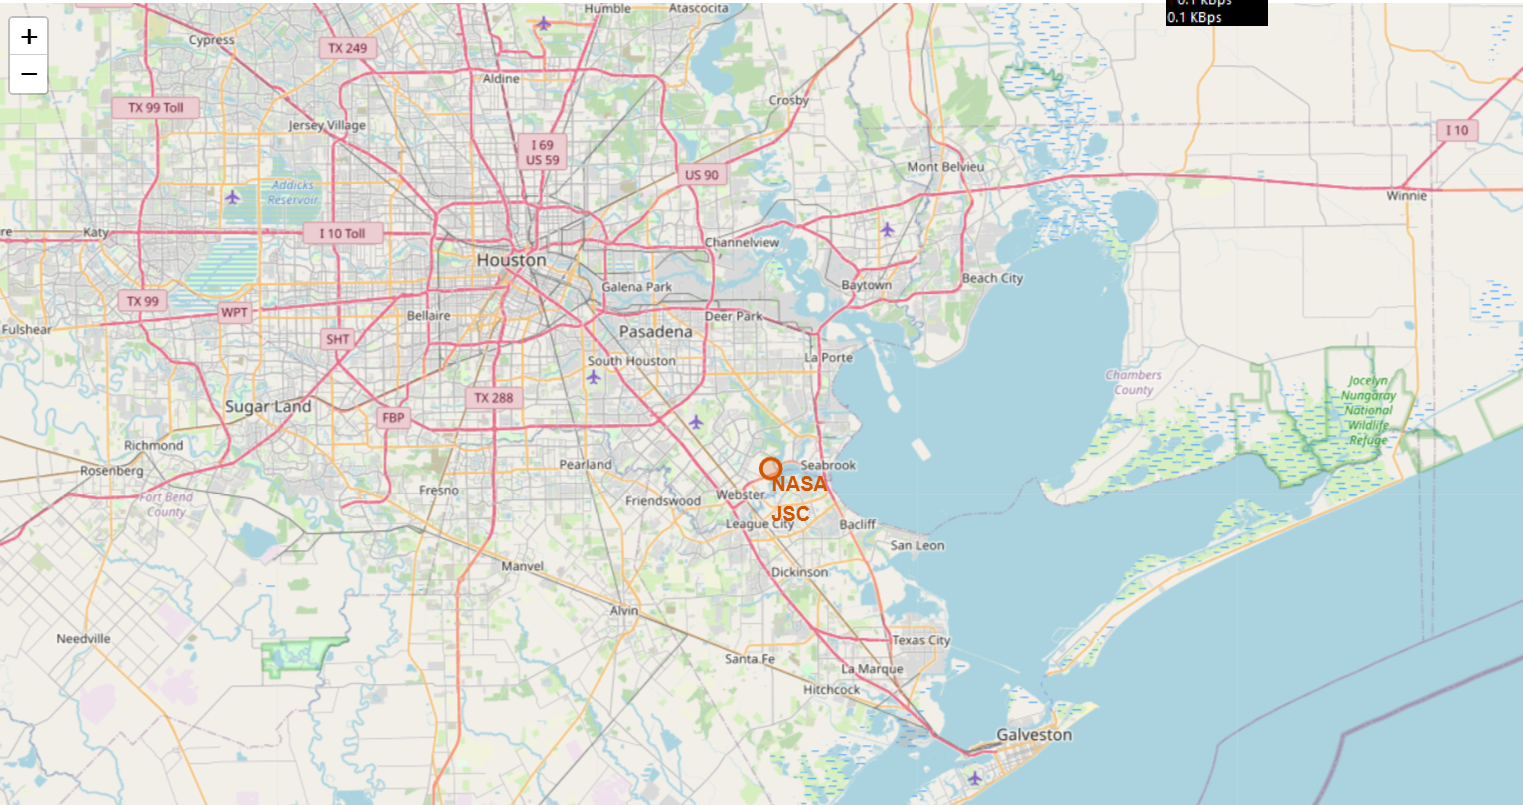 0.1 KBps
0.1 KBps
+
−
Humble
Atascocita
Cypress
TX 249
Aldine
TX 99 Toll
Crosby
Jersey Village
I 69
US 59
I 10
US 90
Mont Belvieu
Addicks
Reservoir
Winnie
re
Katy
I 10 Toll
Channelview
Houston
Beach City
Galena Park
Baytown
TX 99
WPT
Bellaire
Deer Park
Fulshear
Pasadena
SHT
South Houston
La Porte
Chambers
County
Jocelyn
Nungaray
National
Wildlife
Refuge
TX 288
Sugar Land
FBP
Richmond
Rosenberg
Pearland
Seabrook
NASA
JSC
Fresno
Fort Bend
County
Friendswood
Webster
League City
Bacliff
San Leon
Manvel
Dickinson
Alvin
Needville
Texas City
Santa Fe
La Marque
Hitchcock
Galveston